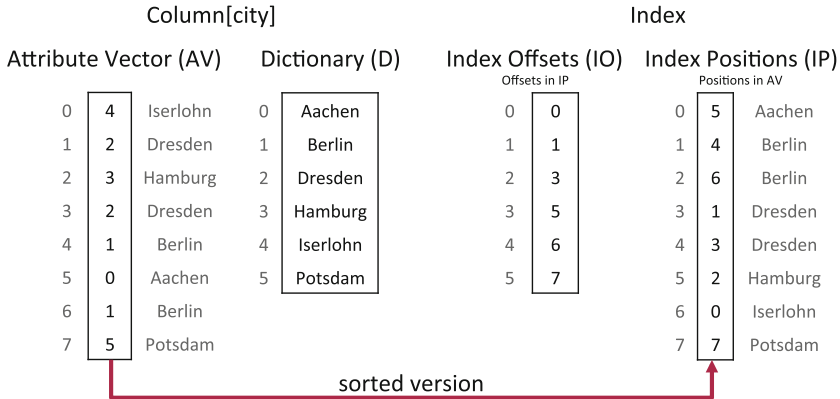 Column[city] Index
Attribute Vector (AV) Dictionary (D) Index Offsets (IO) Index Positions (IP)
Offsets in IP Positions in AV
0 4 Iserlohn 0 Aachen 0 0 0 5 Aachen
1 2 Dresden 1 Berlin 1 1 1 4 Berlin
2 3 Hamburg 2 Dresden 2 3 2 6 Berlin
3 2 Dresden 3 Hamburg 3 5 3 1 Dresden
4 1 Berlin 4 Iserlohn 4 6 4 3 Dresden
5 0 Aachen 5 Potsdam 5 7 5 2 Hamburg
6 1 Berlin 6 0 Iserlohn
7 5 Potsdam 7 7 Potsdam
sorted version